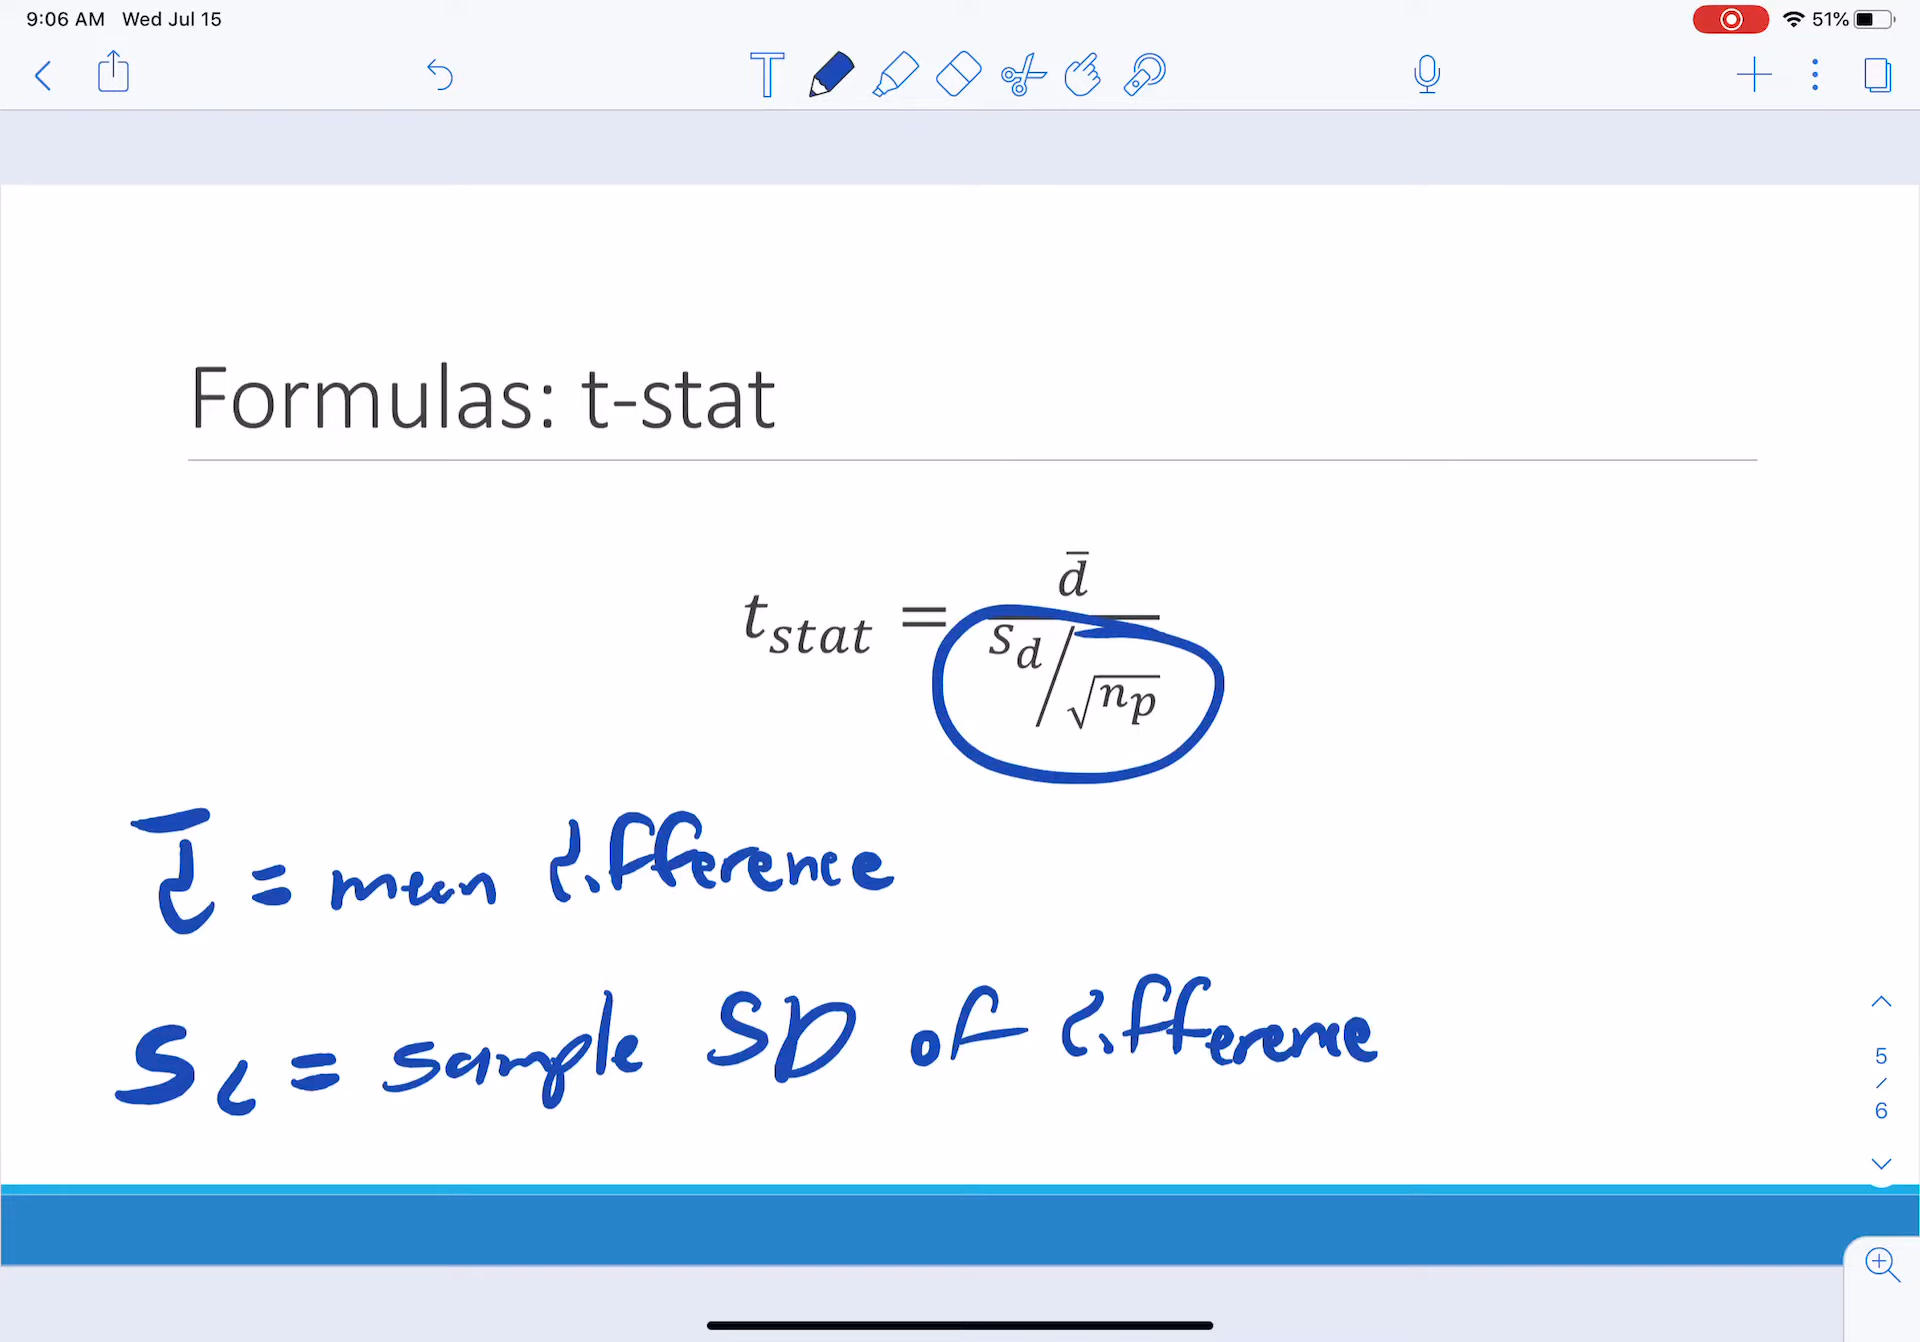 9:06 AM Wed Jul 15
51%
Formulas: t-stat
t_stat = d̄ / (s_d / √n_p)
d̄ = mean difference
S_d = sample SD of difference
5
/
6